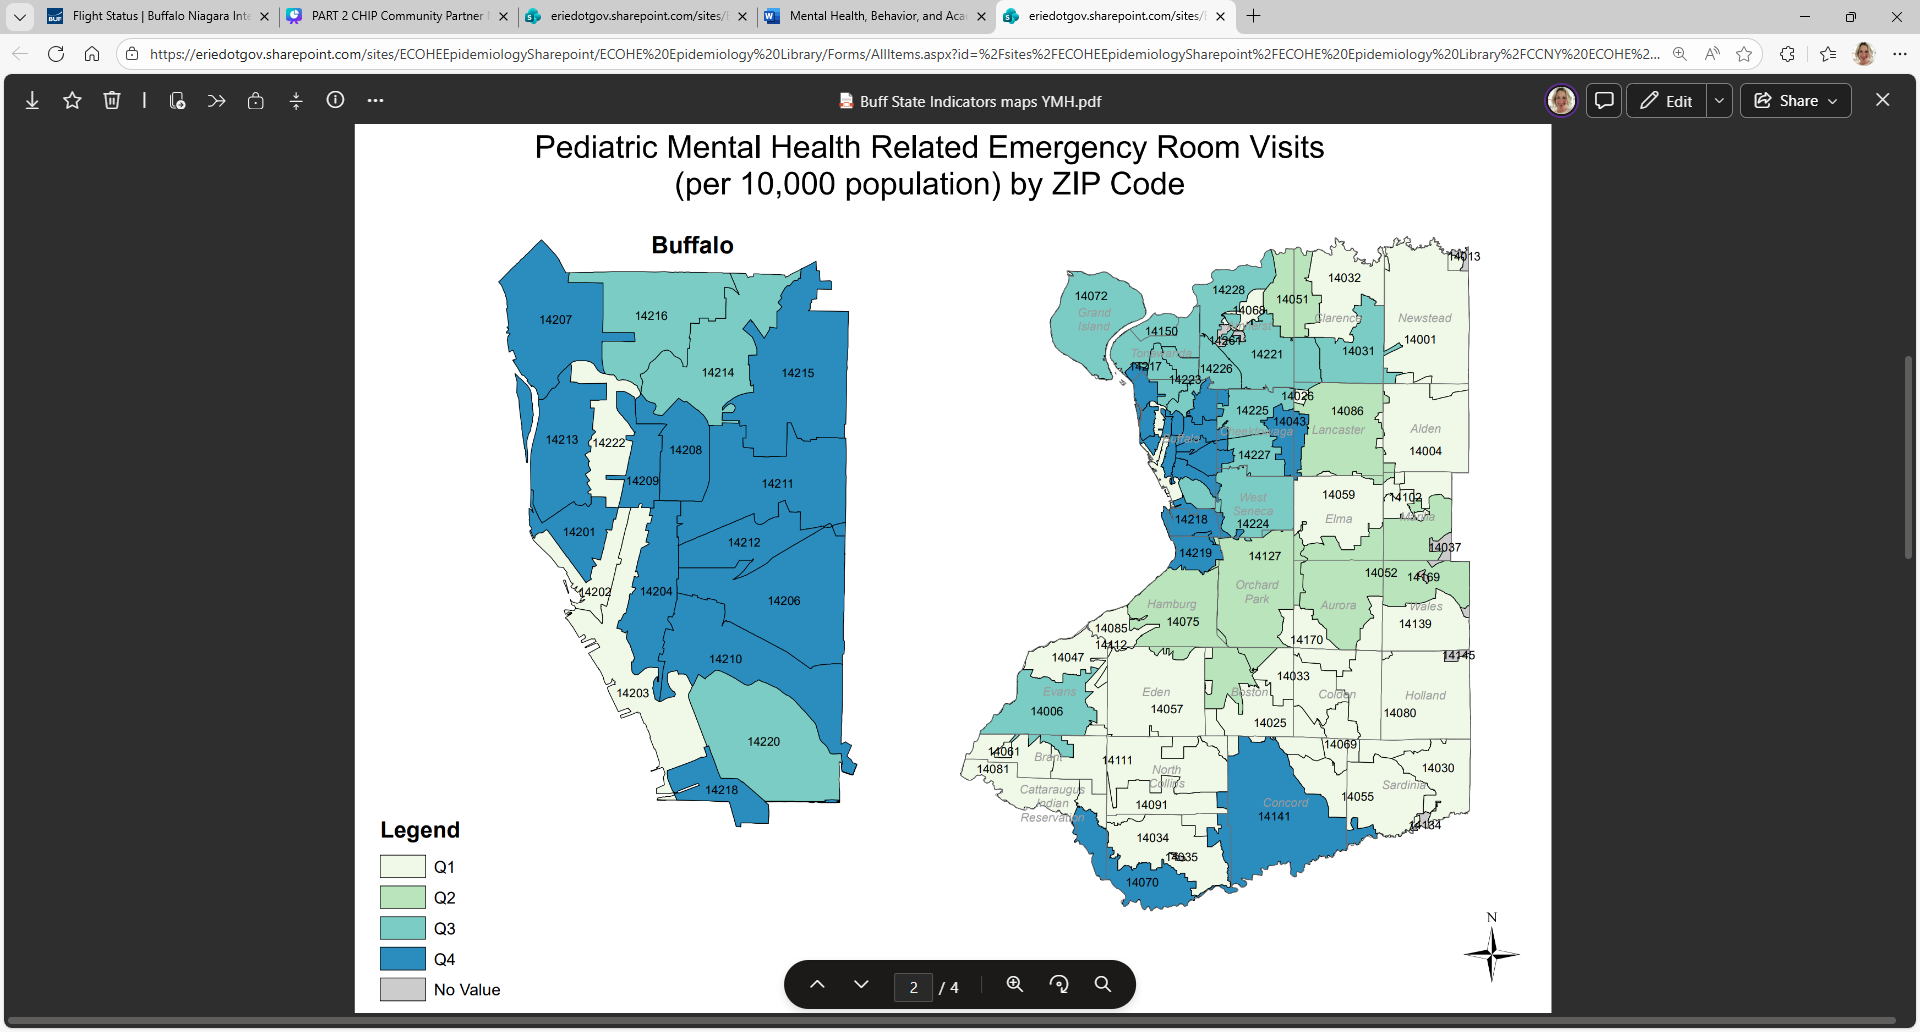 Flight Status | Buffalo Niagara Inte
PART 2 CHIP Community Partner
eriedotgov.sharepoint.com/sites/
Mental Health, Behavior, and Aca
eriedotgov.sharepoint.com/sites/
https://eriedotgov.sharepoint.com/sites/ECOHEEpidemiologySharepoint/ECOHE%20Epidemiology%20Library/Forms/AllItems.aspx?id=%2Fsites%2FECOHEEpidemiologySharepoint%2FECOHE%20Epidemiology%20Library%2FCCNY%20ECOHE%2...
Buff State Indicators maps YMH.pdf
Edit
Share
Pediatric Mental Health Related Emergency Room Visits
(per 10,000 population) by ZIP Code
Buffalo
14207
14216
14214
14215
14213
14222
14208
14209
14211
14201
14212
14202
14204
14206
14210
14203
14220
14218
14013
14032
14072
14228
14051
Grand
Island
14068
Clarence
Newstead
14150
14001
14031
14221
14217
14226
14223
14026
14225
14086
14043
Lancaster
Alden
Buffalo
Cheektowaga
14004
14227
14059
14102
West
Seneca
14224
14218
Elma
Marilla
14219
14127
14037
14052
14169
Orchard
Park
Hamburg
Aurora
Wales
14075
14139
14085
14112
14170
14047
14145
14033
Evans
Eden
Boston
Colden
Holland
14006
14057
14080
14025
14061
14069
Brant
14111
14081
North
Collins
14030
Sardinia
Cattaraugus
Indian
Reservation
14055
14091
Concord
14141
14134
14034
14035
14070
Legend
Q1
Q2
Q3
Q4
No Value
N
2 / 4